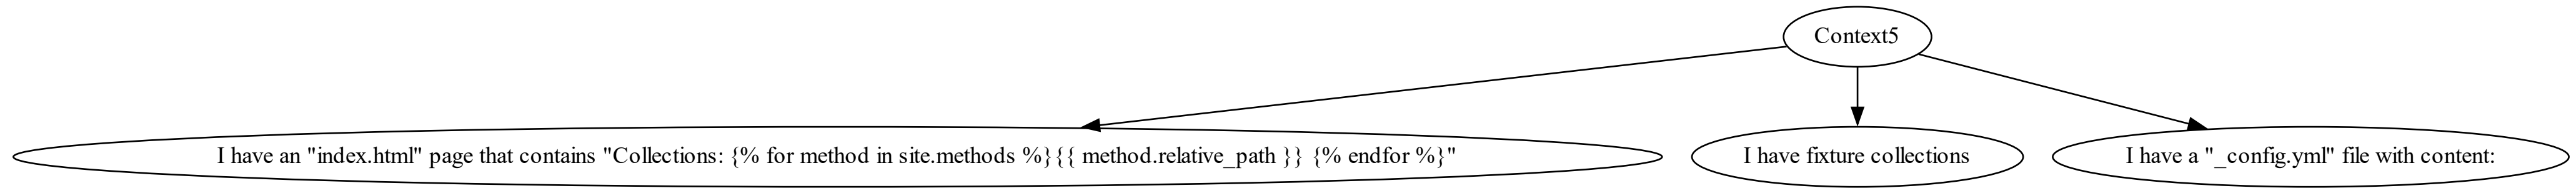 Context5
I have an "index.html" page that contains "Collections: {% for method in site.methods %}{{ method.relative_path }} {% endfor %}"
I have fixture collections
I have a "_config.yml" file with content: